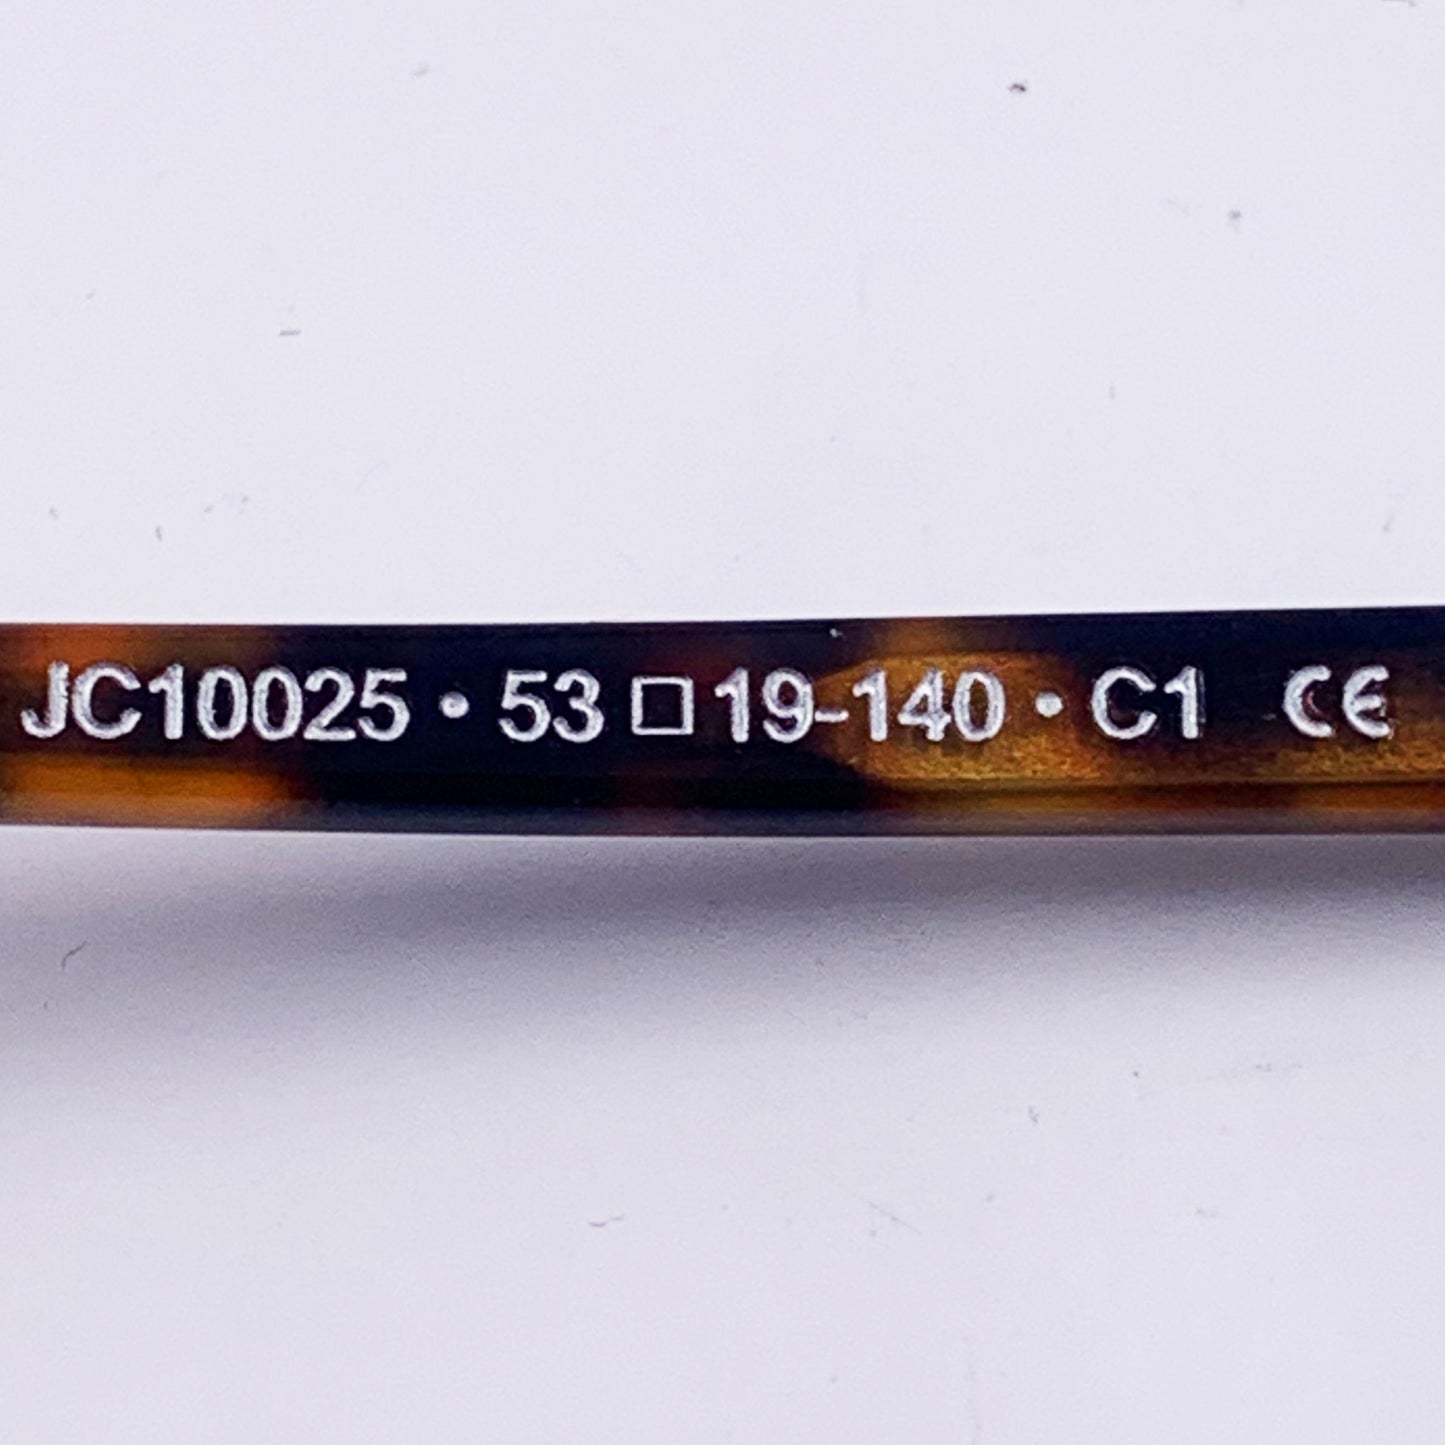 JC10025 • 53 □ 19-140 • C1 CE